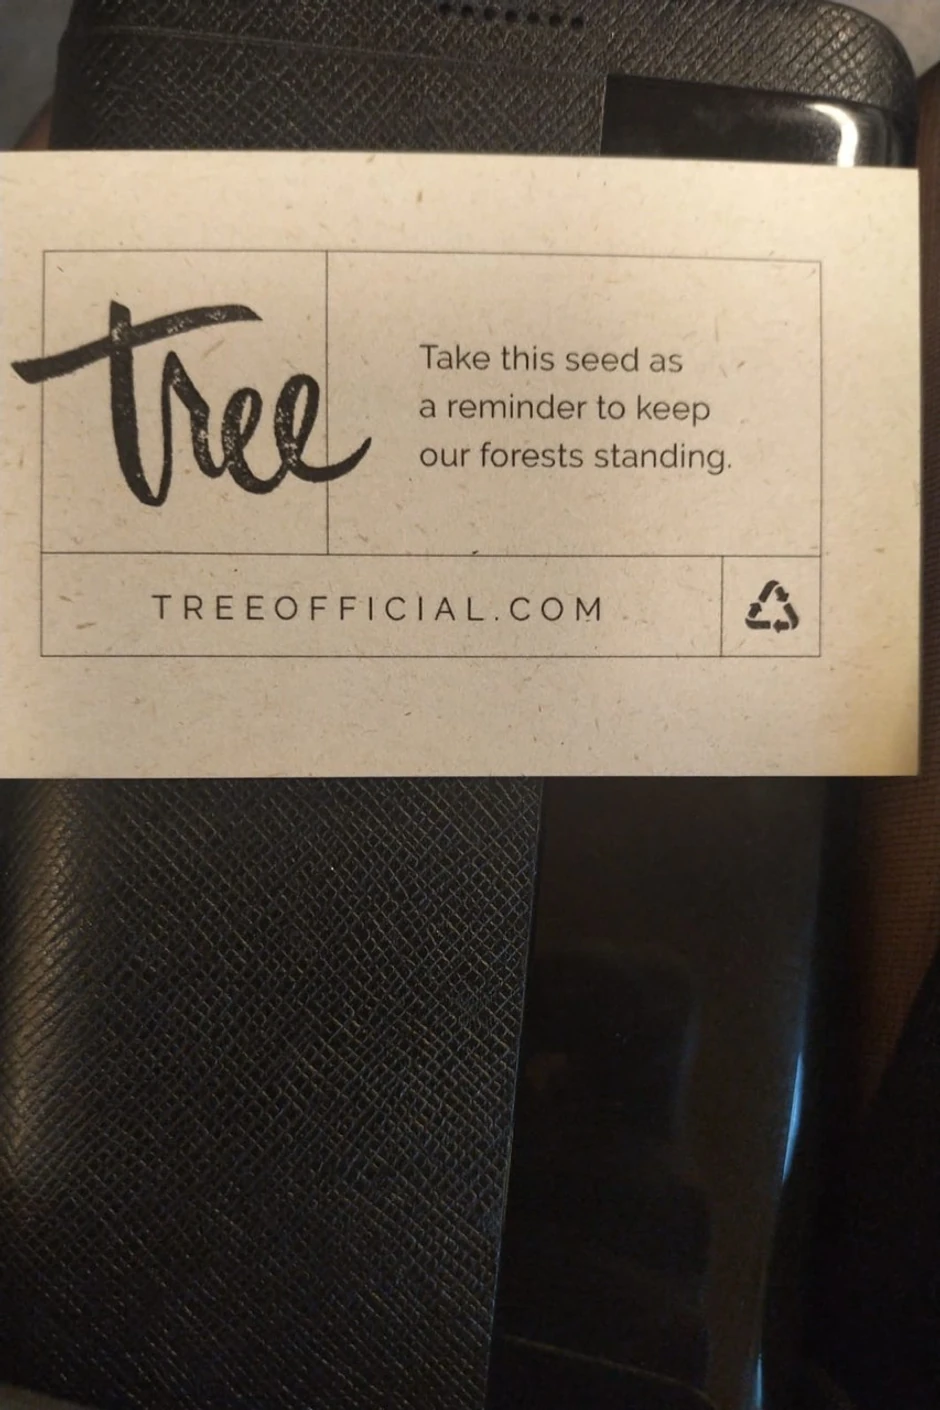 Tree
Take this seed as
a reminder to keep
our forests standing.
TREEOFFICIAL.COM